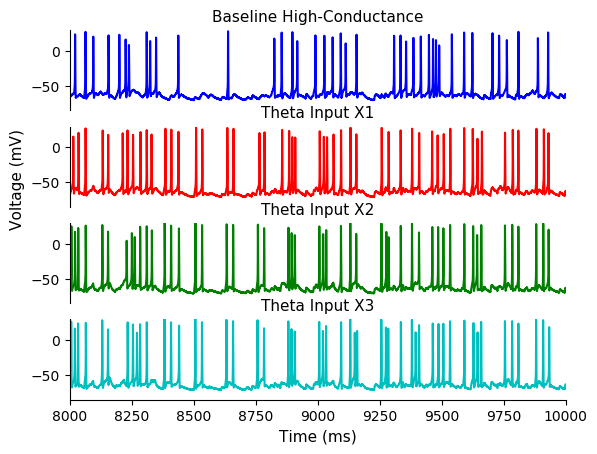 Baseline High-Conductance
0
−50
Theta Input X1
0
−50
Theta Input X2
0
−50
Theta Input X3
0
−50
Voltage (mV)
8000 8250 8500 8750 9000 9250 9500 9750 10000
Time (ms)